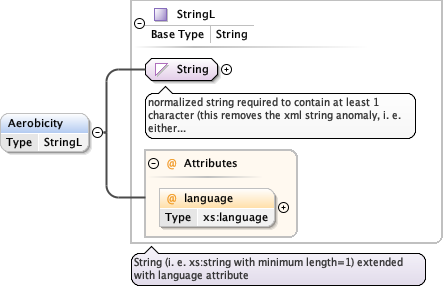 StringL
Base Type String
String
normalized string required to contain at least 1
character (this removes the xml string anomaly, i. e.
either...
Aerobicity
Type StringL
@ Attributes
@ language
Type xs:language
String (i. e. xs:string with minimum length=1) extended
with language attribute